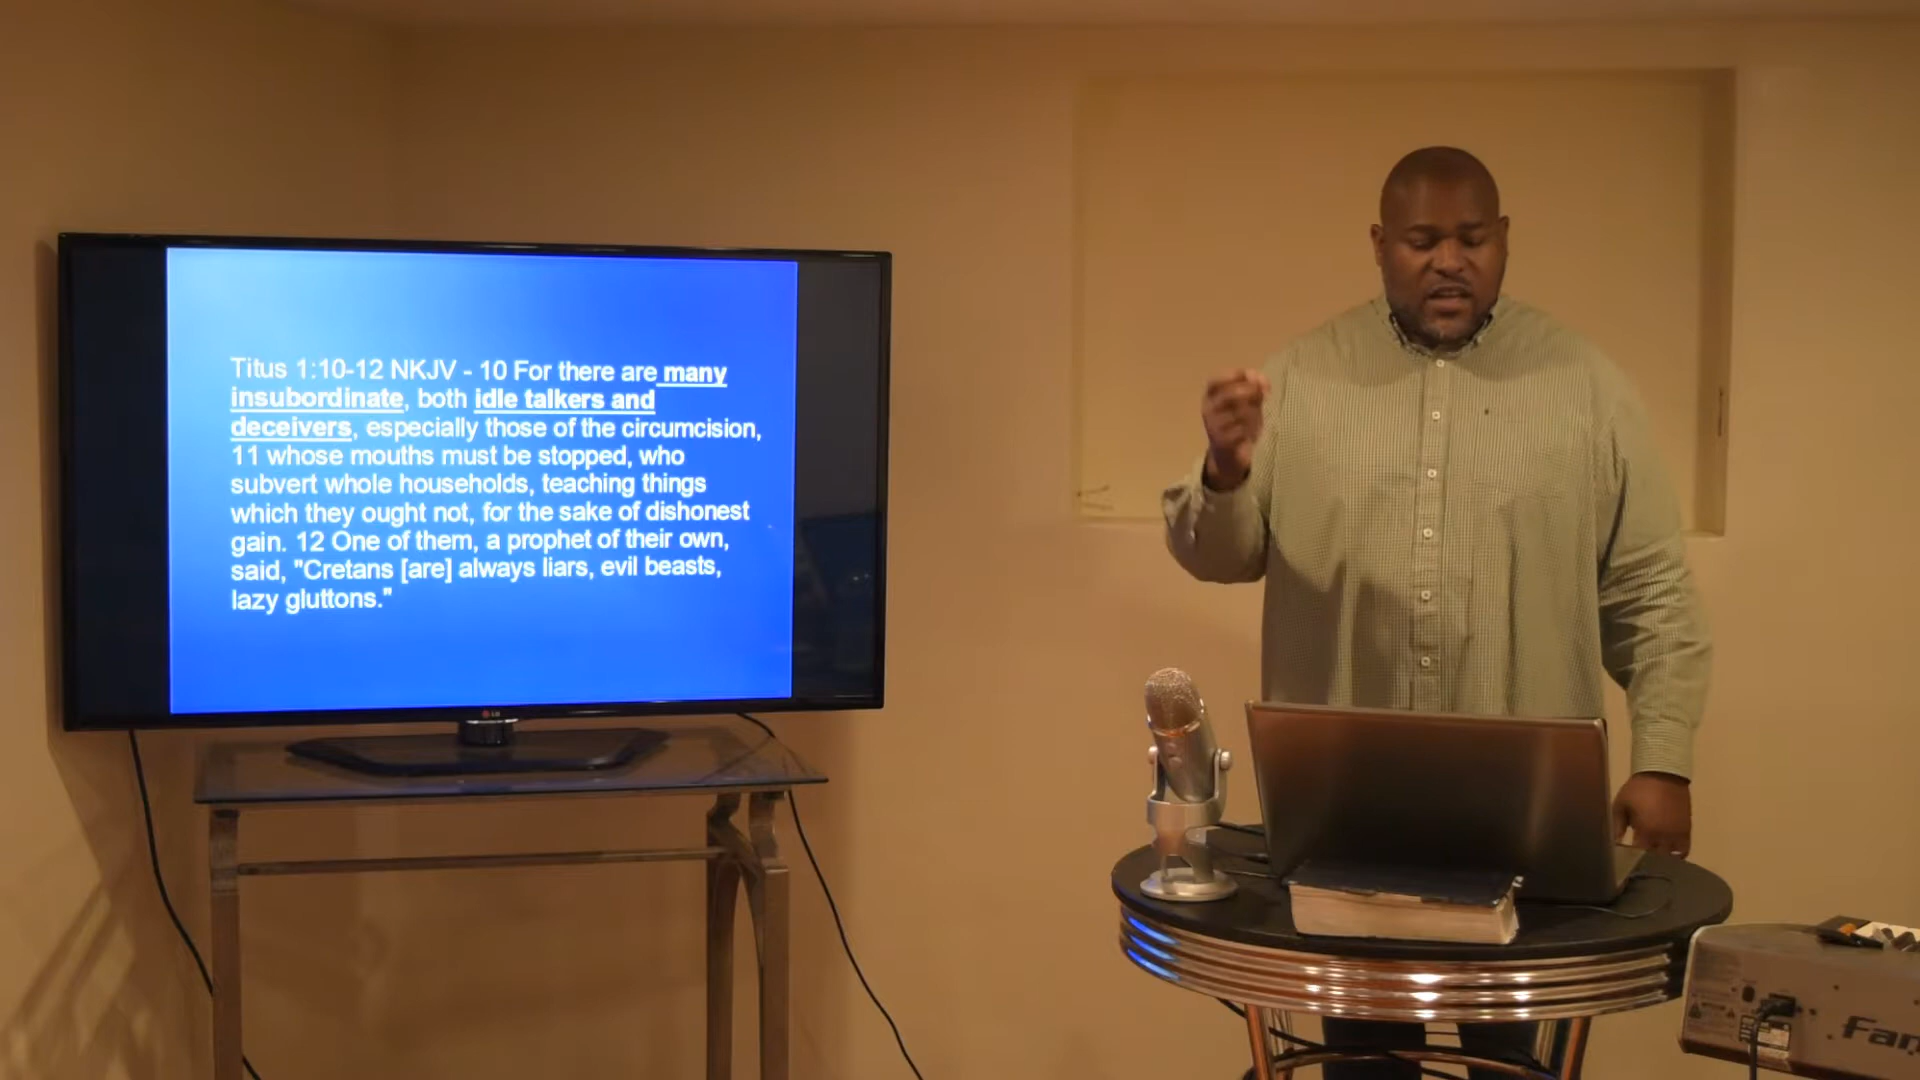 Titus 1:10-12 NKJV - 10 For there are many
insubordinate, both idle talkers and
deceivers, especially those of the circumcision,
11 whose mouths must be stopped, who
subvert whole households, teaching things
which they ought not, for the sake of dishonest
gain. 12 One of them, a prophet of their own,
said, "Cretans [are] always liars, evil beasts,
lazy gluttons."
LG